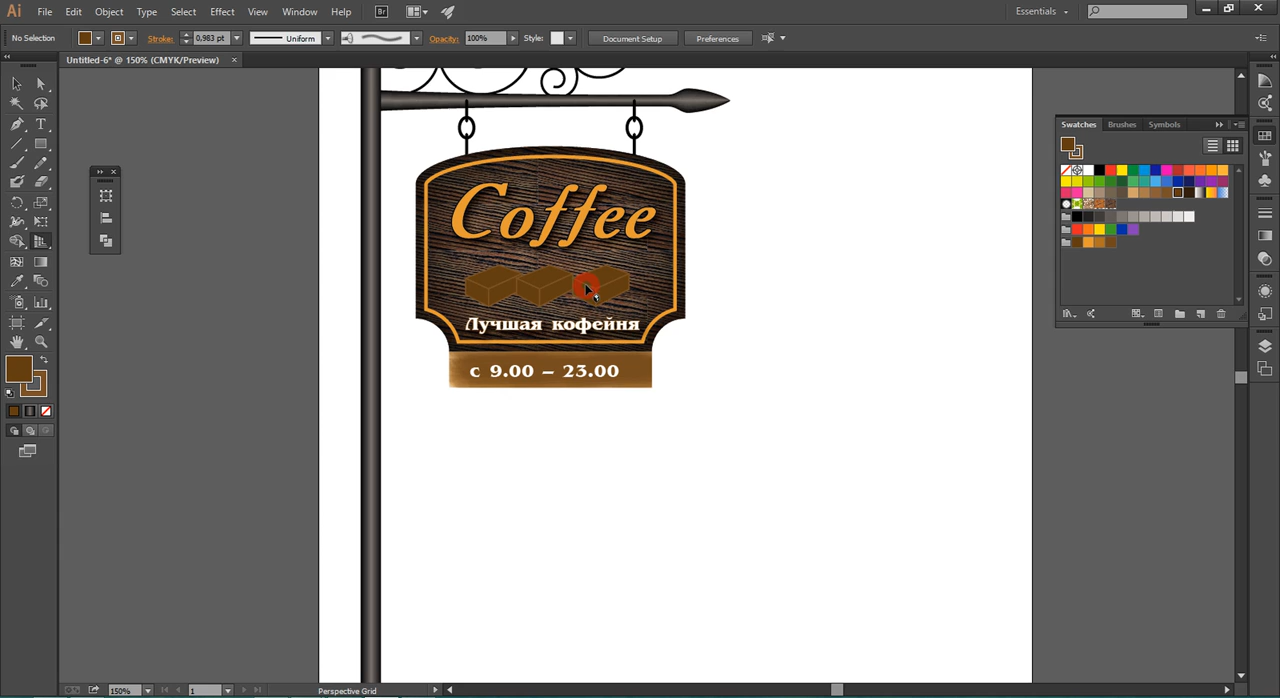 Ai File Edit Object Type Select Effect View Window Help Br Essentials
No Selection Stroke: 0,983 pt Uniform Opacity: 100% Style: Document Setup Preferences
Untitled-6* @ 150% (CMYK/Preview) ×
Swatches Brushes Symbols
Coffee
Лучшая кофейня
с 9.00 – 23.00
150% 1 Perspective Grid